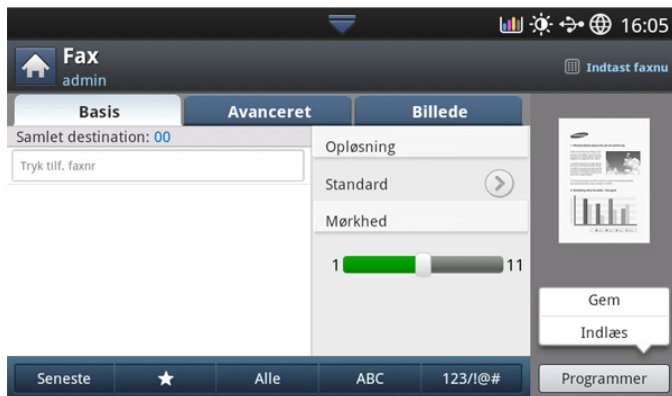 16:05
Fax
admin
Indtast faxnu
Basis
Avanceret
Billede
Samlet destination: 00
Tryk tilf. faxnr
Opløsning
Standard
Mørkhed
1
11
Gem
Indlæs
Seneste
Alle
ABC
123/!@#
Programmer